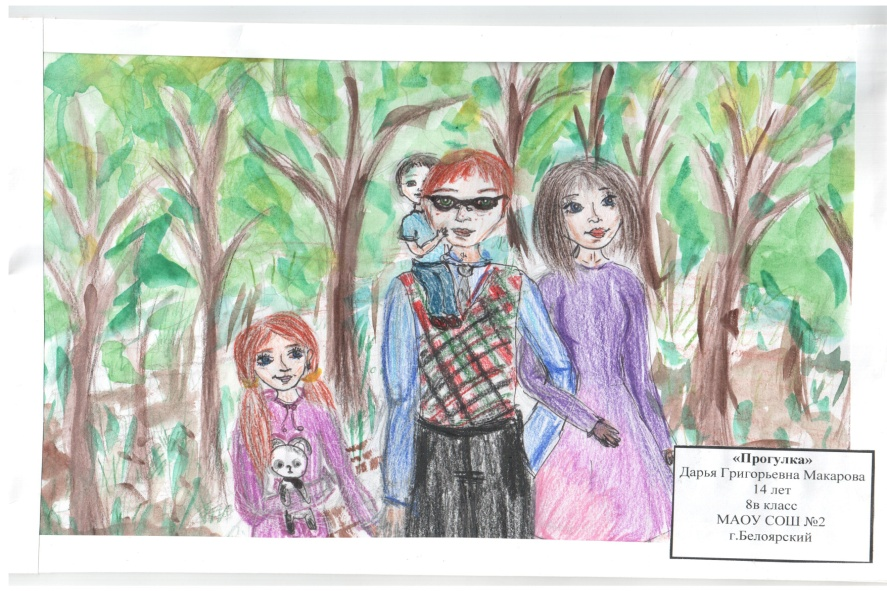 «Прогулка»
Дарья Григорьевна Макарова
14 лет
8в класс
МАОУ СОШ №2
г.Белоярский